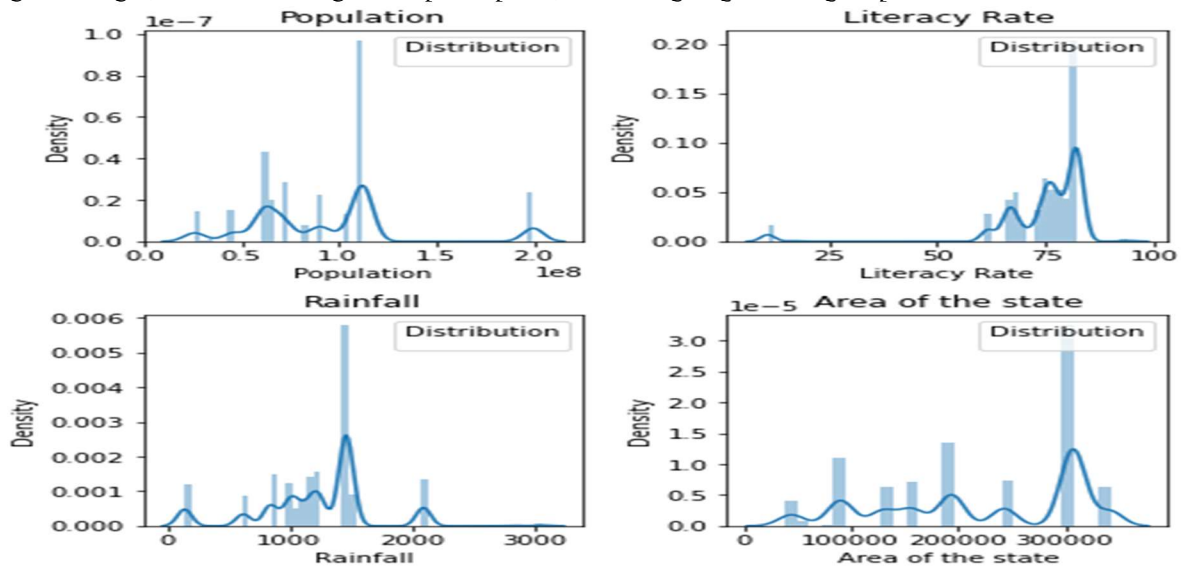 Population
Literacy Rate
1e−7
Distribution
Distribution
1.0
0.8
0.6
0.4
0.2
0.0
Density
0.20
0.15
0.10
0.05
0.00
Density
0.0 0.5 1.0 1.5 2.0
1e8
Population
25 50 75 100
Literacy Rate
Rainfall
1e−5 Area of the state
Distribution
Distribution
0.006
0.005
0.004
0.003
0.002
0.001
0.000
Density
3.0
2.5
2.0
1.5
1.0
0.5
0.0
Density
0 1000 2000 3000
Rainfall
0 100000 200000 300000
Area of the state